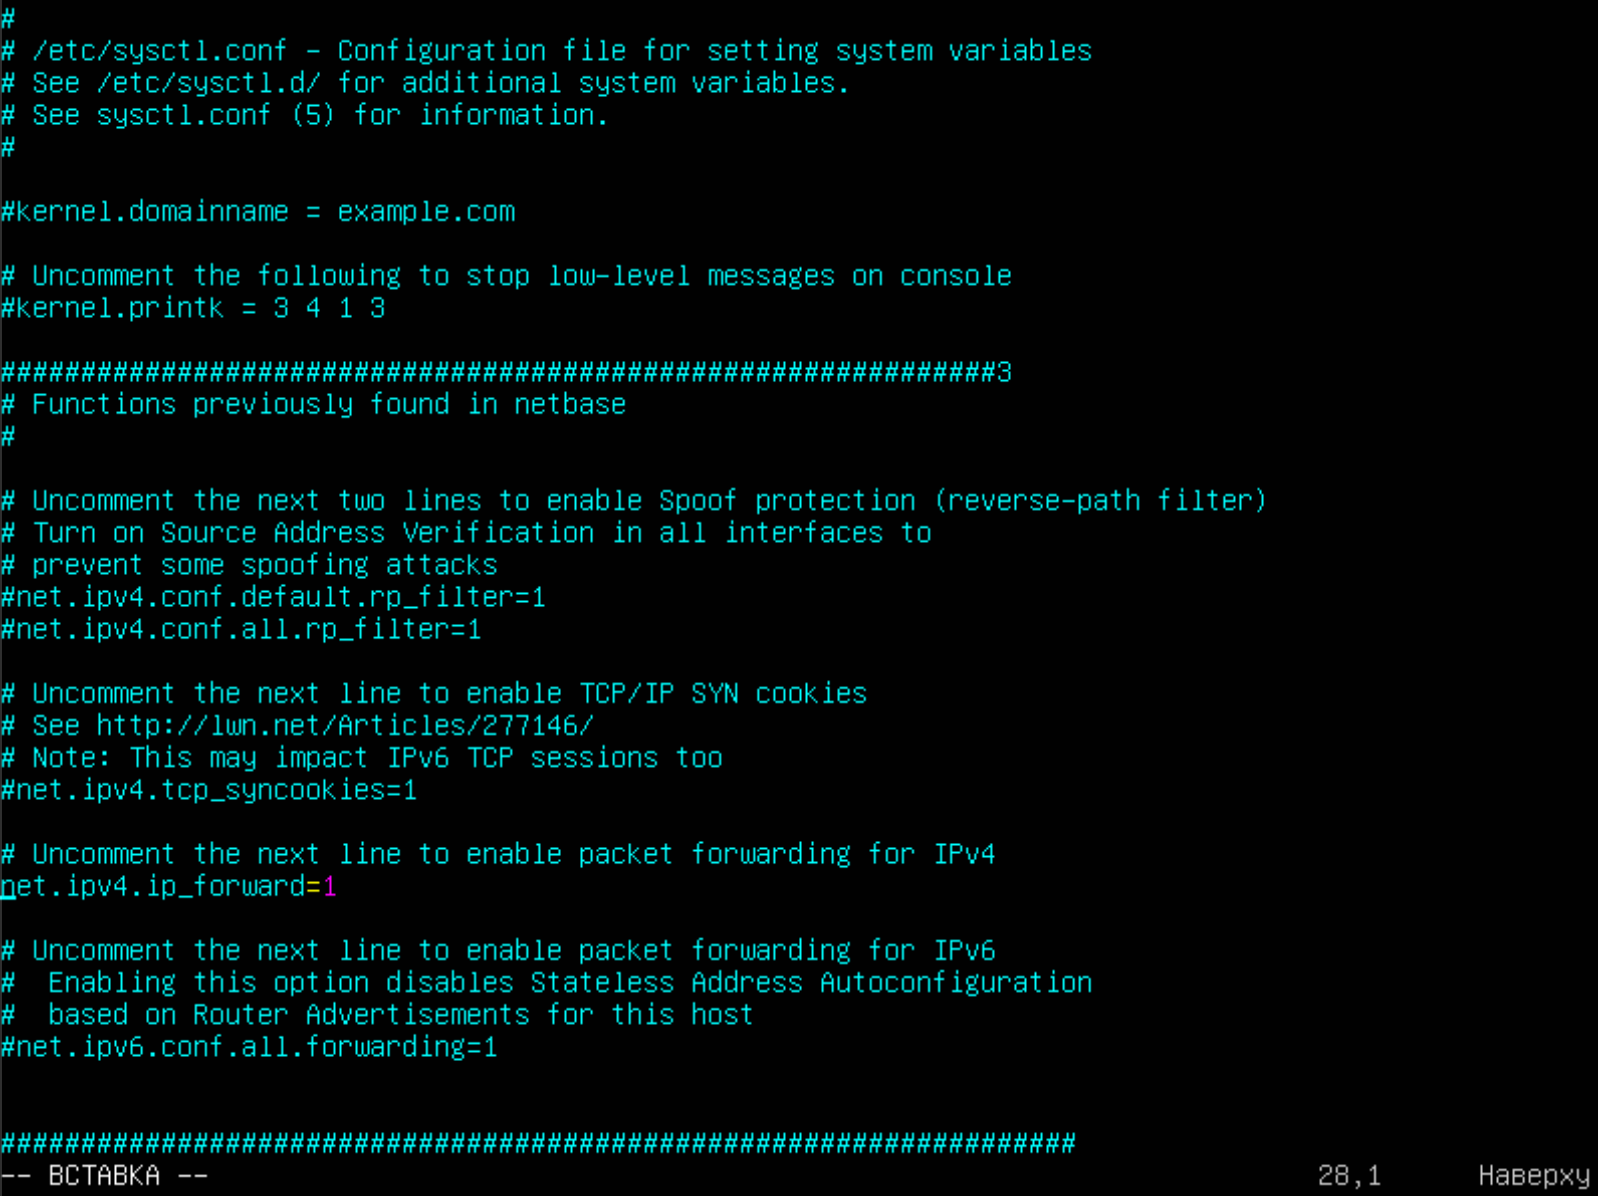 #
# /etc/sysctl.conf - Configuration file for setting system variables
# See /etc/sysctl.d/ for additional system variables.
# See sysctl.conf (5) for information.
#
#kernel.domainname = example.com
# Uncomment the following to stop low-level messages on console
#kernel.printk = 3 4 1 3
##############################################################3
# Functions previously found in netbase
#
# Uncomment the next two lines to enable Spoof protection (reverse-path filter)
# Turn on Source Address Verification in all interfaces to
# prevent some spoofing attacks
#net.ipv4.conf.default.rp_filter=1
#net.ipv4.conf.all.rp_filter=1
# Uncomment the next line to enable TCP/IP SYN cookies
# See http://lwn.net/Articles/277146/
# Note: This may impact IPv6 TCP sessions too
#net.ipv4.tcp_syncookies=1
# Uncomment the next line to enable packet forwarding for IPv4
net.ipv4.ip_forward=1
# Uncomment the next line to enable packet forwarding for IPv6
#  Enabling this option disables Stateless Address Autoconfiguration
#  based on Router Advertisements for this host
#net.ipv6.conf.all.forwarding=1
###################################################################
-- ВСТАВКА -- 28,1 Наверху